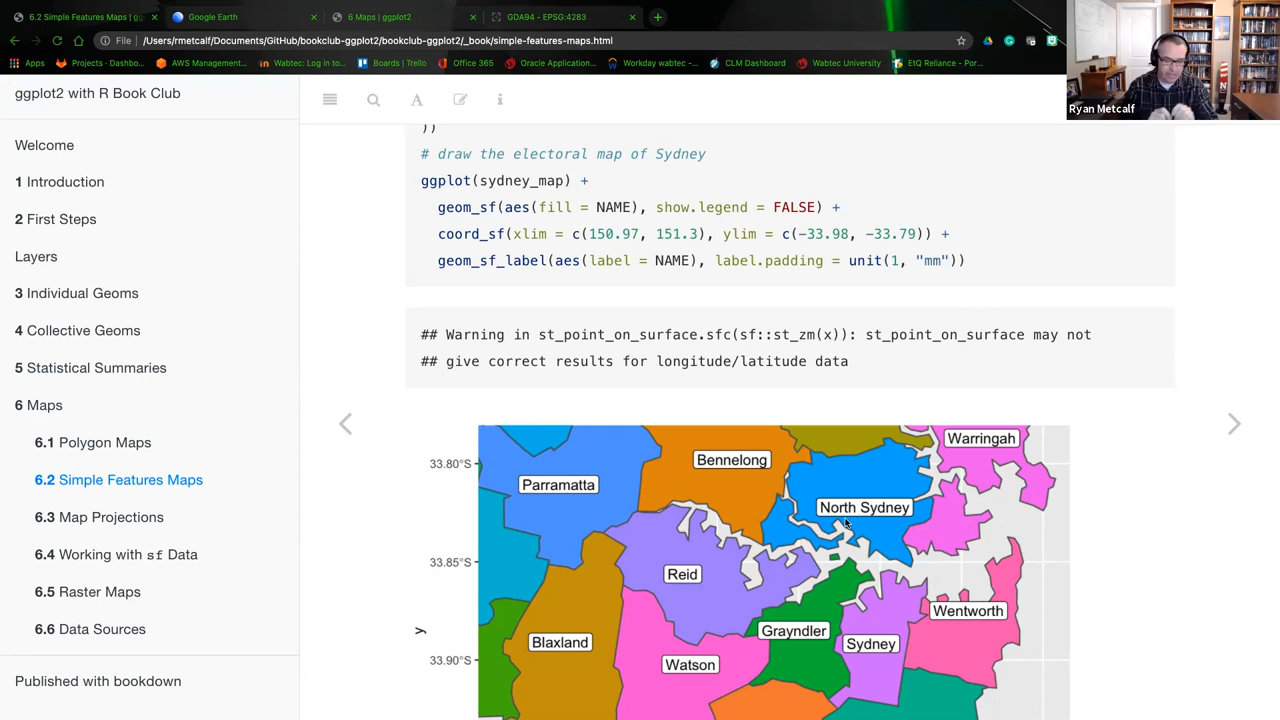 6.2 Simple Features Maps | gg
Google Earth
6 Maps | ggplot2
GDA94 - EPSG:4283
File
/Users/rmetcalf/Documents/GitHub/bookclub-ggplot2/bookclub-ggplot2/_book/simple-features-maps.html
Apps
Projects · Dashbo...
AWS Management...
Wabtec: Log in to...
Boards | Trello
Office 365
Oracle Application...
Workday wabtec -...
CLM Dashboard
Wabtec University
EtQ Reliance - Por...
Ryan Metcalf
ggplot2 with R Book Club
Welcome
1 Introduction
2 First Steps
Layers
3 Individual Geoms
4 Collective Geoms
5 Statistical Summaries
6 Maps
6.1 Polygon Maps
6.2 Simple Features Maps
6.3 Map Projections
6.4 Working with sf Data
6.5 Raster Maps
6.6 Data Sources
Published with bookdown
))
# draw the electoral map of Sydney
ggplot(sydney_map) +
geom_sf(aes(fill = NAME), show.legend = FALSE) +
coord_sf(xlim = c(150.97, 151.3), ylim = c(-33.98, -33.79)) +
geom_sf_label(aes(label = NAME), label.padding = unit(1, "mm"))
## Warning in st_point_on_surface.sfc(sf::st_zm(x)): st_point_on_surface may not
## give correct results for longitude/latitude data
Warringah
Bennelong
33.80°S
Parramatta
North Sydney
33.85°S
Reid
Wentworth
y
Grayndler
Blaxland
Sydney
33.90°S
Watson